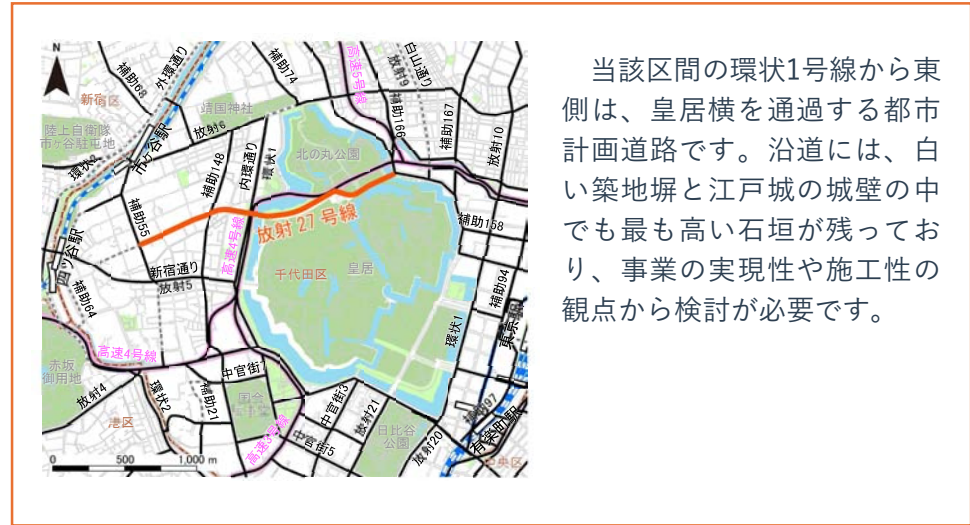 当該区間の環状1号線から東
側は、皇居横を通過する都市
計画道路です。沿道には、白
い築地塀と江戸城の城壁の中
でも最も高い石垣が残ってお
り、事業の実現性や施工性の
観点から検討が必要です。
N
補助68
外環通り
補助74
高速5号線
補助9
白山通り
新宿区
靖国神社
補助166
補助167
放射10
陸上自衛隊
市ヶ谷駐屯地
市ヶ谷駅
放射6
環状2
補助148
内環通り
環状1
北の丸公園
補助55
放射27号線
補助158
四ツ谷駅
高速4号線
新宿通り
放射5
千代田区
皇居
補助94
補助64
環状1
東京駅
高速4号線
赤坂
御用地
中官街7
放射4
環状2
補助21
国会
中官街3
放射21
補助97
有楽町駅
港区
高速3号線
中官街5
日比谷
公園
放射20
中央区
0 500 1,000 m